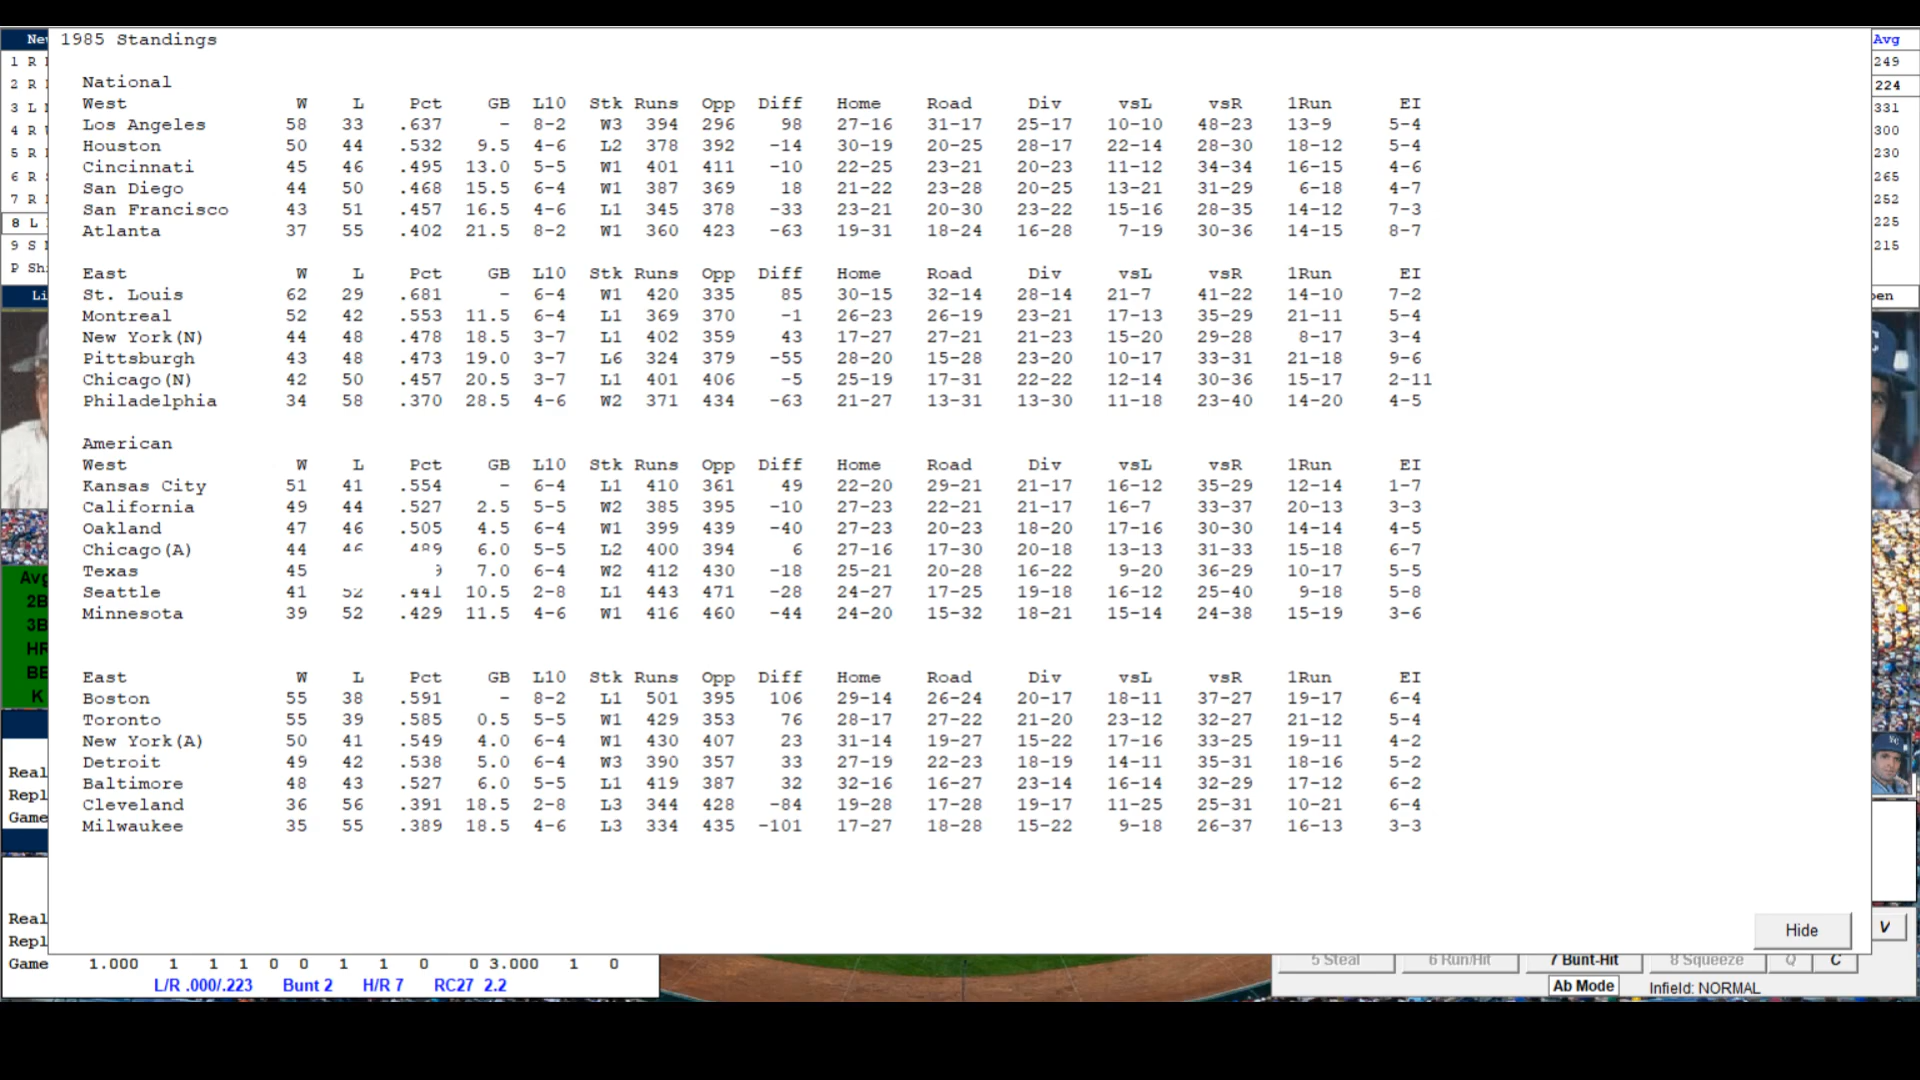 1985 Standings
National
West W L Pct GB L10 Stk Runs Opp Diff Home Road Div vsL vsR 1Run EI
Los Angeles 58 33 .637 - 8-2 W3 394 296 98 27-16 31-17 25-17 10-10 48-23 13-9 5-4
Houston 50 44 .532 9.5 4-6 L2 378 392 -14 30-19 20-25 28-17 22-14 28-30 18-12 5-4
Cincinnati 45 46 .495 13.0 5-5 W1 401 411 -10 22-25 23-21 20-23 11-12 34-34 16-15 4-6
San Diego 44 50 .468 15.5 6-4 W1 387 369 18 21-22 23-28 20-25 13-21 31-29 6-18 4-7
San Francisco 43 51 .457 16.5 4-6 L1 345 378 -33 23-21 20-30 23-22 15-16 28-35 14-12 7-3
Atlanta 37 55 .402 21.5 8-2 W1 360 423 -63 19-31 18-24 16-28 7-19 30-36 14-15 8-7
East W L Pct GB L10 Stk Runs Opp Diff Home Road Div vsL vsR 1Run EI
St. Louis 62 29 .681 - 6-4 W1 420 335 85 30-15 32-14 28-14 21-7 41-22 14-10 7-2
Montreal 52 42 .553 11.5 6-4 L1 369 370 -1 26-23 26-19 23-21 17-13 35-29 21-11 5-4
New York(N) 44 48 .478 18.5 3-7 L1 402 359 43 17-27 27-21 21-23 15-20 29-28 8-17 3-4
Pittsburgh 43 48 .473 19.0 3-7 L6 324 379 -55 28-20 15-28 23-20 10-17 33-31 21-18 9-6
Chicago(N) 42 50 .457 20.5 3-7 L1 401 406 -5 25-19 17-31 22-22 12-14 30-36 15-17 2-11
Philadelphia 34 58 .370 28.5 4-6 W2 371 434 -63 21-27 13-31 13-30 11-18 23-40 14-20 4-5
American
West W L Pct GB L10 Stk Runs Opp Diff Home Road Div vsL vsR 1Run EI
Kansas City 51 41 .554 - 6-4 L1 410 361 49 22-20 29-21 21-17 16-12 35-29 12-14 1-7
California 49 44 .527 2.5 5-5 W2 385 395 -10 27-23 22-21 21-17 16-7 33-37 20-13 3-3
Oakland 47 46 .505 4.5 6-4 W1 399 439 -40 27-23 20-23 18-20 17-16 30-30 14-14 4-5
Chicago(A) 44 46 .489 6.0 5-5 L2 400 394 6 27-16 17-30 20-18 13-13 31-33 15-18 6-7
Texas 45 9 7.0 6-4 W2 412 430 -18 25-21 20-28 16-22 9-20 36-29 10-17 5-5
Seattle 41 52 .441 10.5 2-8 L1 443 471 -28 24-27 17-25 19-18 16-12 25-40 9-18 5-8
Minnesota 39 52 .429 11.5 4-6 W1 416 460 -44 24-20 15-32 18-21 15-14 24-38 15-19 3-6
East W L Pct GB L10 Stk Runs Opp Diff Home Road Div vsL vsR 1Run EI
Boston 55 38 .591 - 8-2 L1 501 395 106 29-14 26-24 20-17 18-11 37-27 19-17 6-4
Toronto 55 39 .585 0.5 5-5 W1 429 353 76 28-17 27-22 21-20 23-12 32-27 21-12 5-4
New York(A) 50 41 .549 4.0 6-4 W1 430 407 23 31-14 19-27 15-22 17-16 33-25 19-11 4-2
Detroit 49 42 .538 5.0 6-4 W3 390 357 33 27-19 22-23 18-19 14-11 35-31 18-16 5-2
Baltimore 48 43 .527 6.0 5-5 L1 419 387 32 32-16 16-27 23-14 16-14 32-29 17-12 6-2
Cleveland 36 56 .391 18.5 2-8 L3 344 428 -84 19-28 17-28 19-17 11-25 25-31 10-21 6-4
Milwaukee 35 55 .389 18.5 4-6 L3 334 435 -101 17-27 18-28 15-22 9-18 26-37 16-13 3-3
Hide
Ne
1 R
2 R
3 L
4 R
5 R
6 R
7 R
8 L
9 S
P Sh
Li
Avg
2B
3B
HR
BB
K
Real
Repl
Game
Real
Repl
Game 1.000 1 1 1 0 0 1 1 0 0 3.000 1 0
L/R .000/.223 Bunt 2 H/R 7 RC27 2.2
Avg
249
224
331
300
230
265
252
225
215
pen
V
5 Steal 6 Run/Hit 7 Bunt-Hit 8 Squeeze Q C
Ab Mode Infield: NORMAL